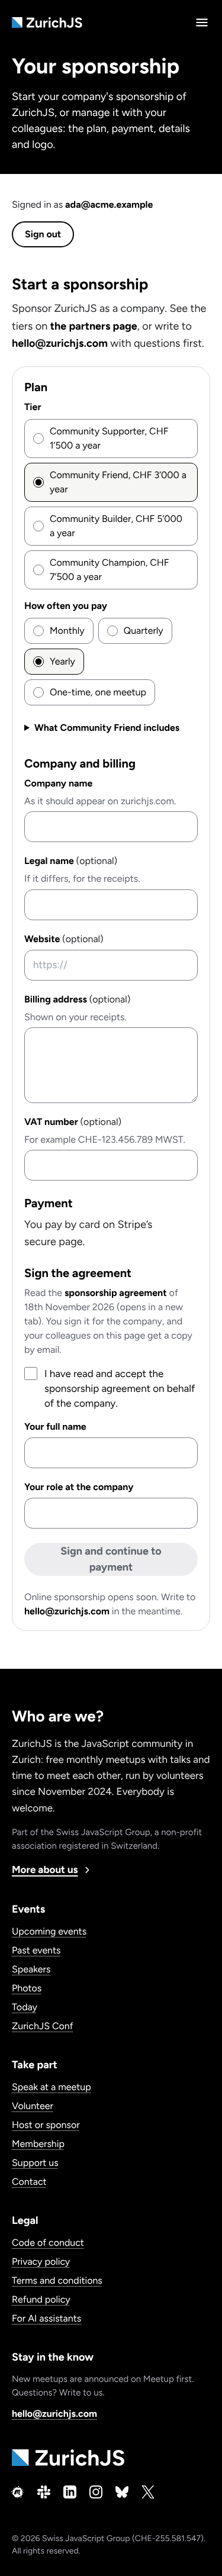 ZurichJS
Your sponsorship
Start your company's sponsorship of
ZurichJS, or manage it with your
colleagues: the plan, payment, details
and logo.
Signed in as ada@acme.example
Sign out
Start a sponsorship
Sponsor ZurichJS as a company. See the
tiers on the partners page, or write to
hello@zurichjs.com with questions first.
Plan
Tier
Community Supporter, CHF
1'500 a year
Community Friend, CHF 3'000 a
year
Community Builder, CHF 5'000
a year
Community Champion, CHF
7'500 a year
How often you pay
Monthly
Quarterly
Yearly
One-time, one meetup
What Community Friend includes
Company and billing
Company name
As it should appear on zurichjs.com.
Legal name (optional)
If it differs, for the receipts.
Website (optional)
https://
Billing address (optional)
Shown on your receipts.
VAT number (optional)
For example CHE-123.456.789 MWST.
Payment
You pay by card on Stripe's
secure page.
Sign the agreement
Read the sponsorship agreement of
18th November 2026 (opens in a new
tab). You sign it for the company, and
your colleagues on this page get a copy
by email.
I have read and accept the
sponsorship agreement on behalf
of the company.
Your full name
Your role at the company
Sign and continue to
payment
Online sponsorship opens soon. Write to
hello@zurichjs.com in the meantime.
Who are we?
ZurichJS is the JavaScript community in
Zurich: free monthly meetups with talks and
time to meet each other, run by volunteers
since November 2024. Everybody is
welcome.
Part of the Swiss JavaScript Group, a non-profit
association registered in Switzerland.
More about us
Events
Upcoming events
Past events
Speakers
Photos
Today
ZurichJS Conf
Take part
Speak at a meetup
Volunteer
Host or sponsor
Membership
Support us
Contact
Legal
Code of conduct
Privacy policy
Terms and conditions
Refund policy
For AI assistants
Stay in the know
New meetups are announced on Meetup first.
Questions? Write to us.
hello@zurichjs.com
ZurichJS
© 2026 Swiss JavaScript Group (CHE-255.581.547).
All rights reserved.